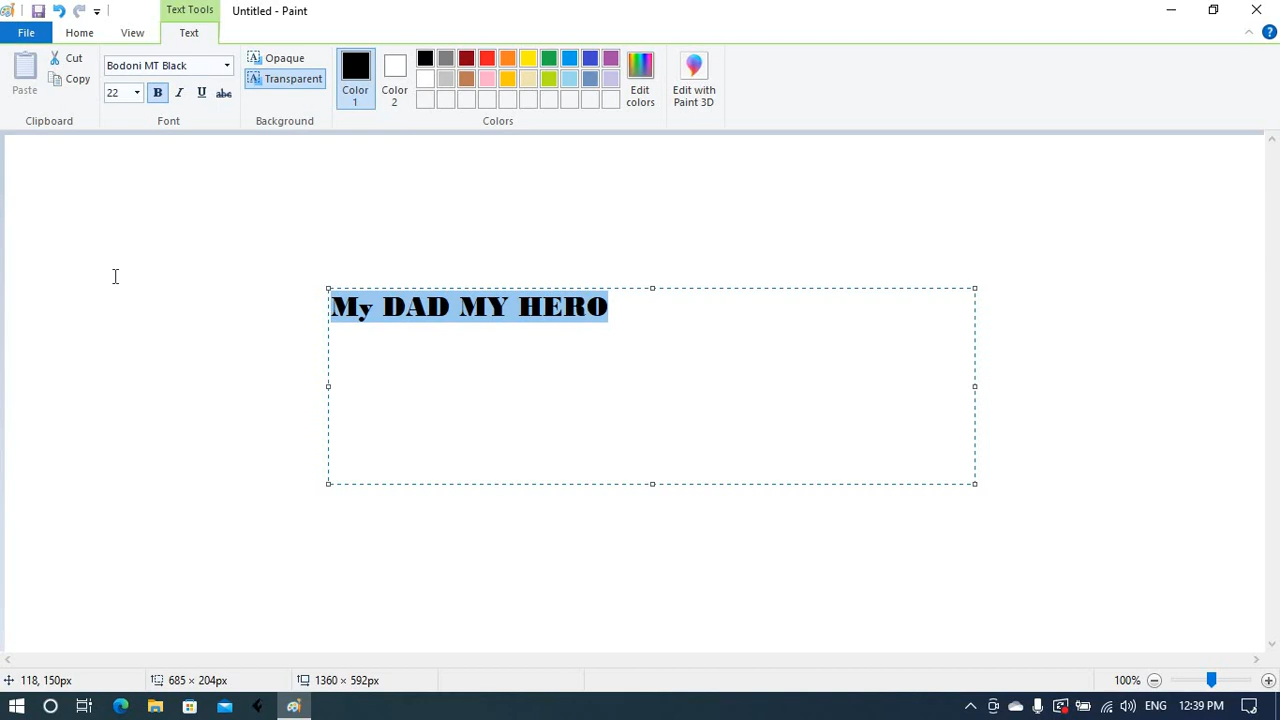 Text Tools
Untitled - Paint
File
Home
View
Text
Paste
Cut
Copy
Clipboard
Bodoni MT Black
22
B
I
U
abc
Font
Opaque
Transparent
Background
Color 1
Color 2
Edit colors
Colors
Edit with Paint 3D
My DAD MY HERO
118, 150px
685 × 204px
1360 × 592px
100%
ENG
12:39 PM